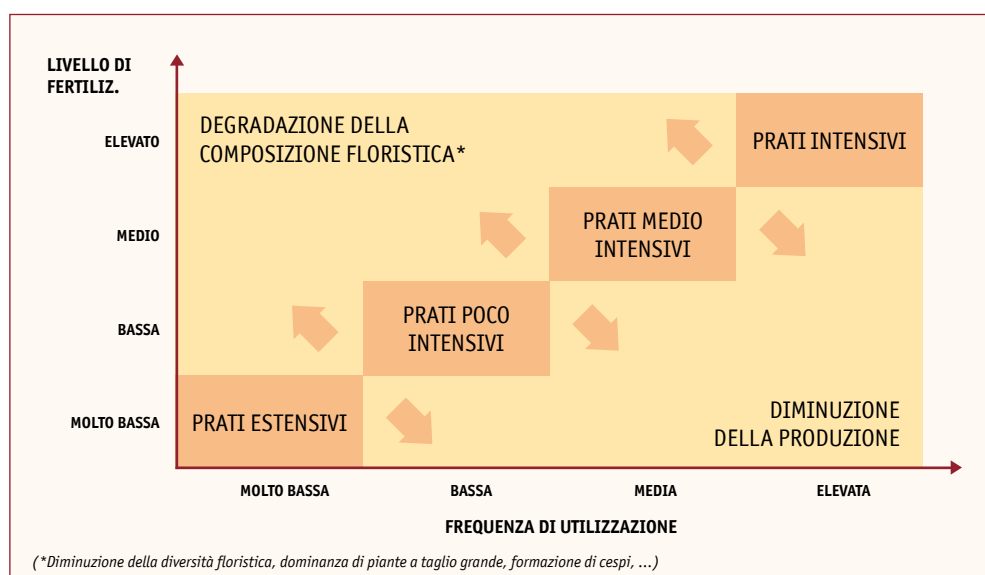 LIVELLO DI
FERTILIZ.
ELEVATO
MEDIO
BASSA
MOLTO BASSA
DEGRADAZIONE DELLA
COMPOSIZIONE FLORISTICA*
PRATI INTENSIVI
PRATI MEDIO
INTENSIVI
PRATI POCO
INTENSIVI
PRATI ESTENSIVI
DIMINUZIONE
DELLA PRODUZIONE
MOLTO BASSA
BASSA
MEDIA
ELEVATA
FREQUENZA DI UTILIZZAZIONE
(*Diminuzione della diversità floristica, dominanza di piante a taglio grande, formazione di cespi, ...)